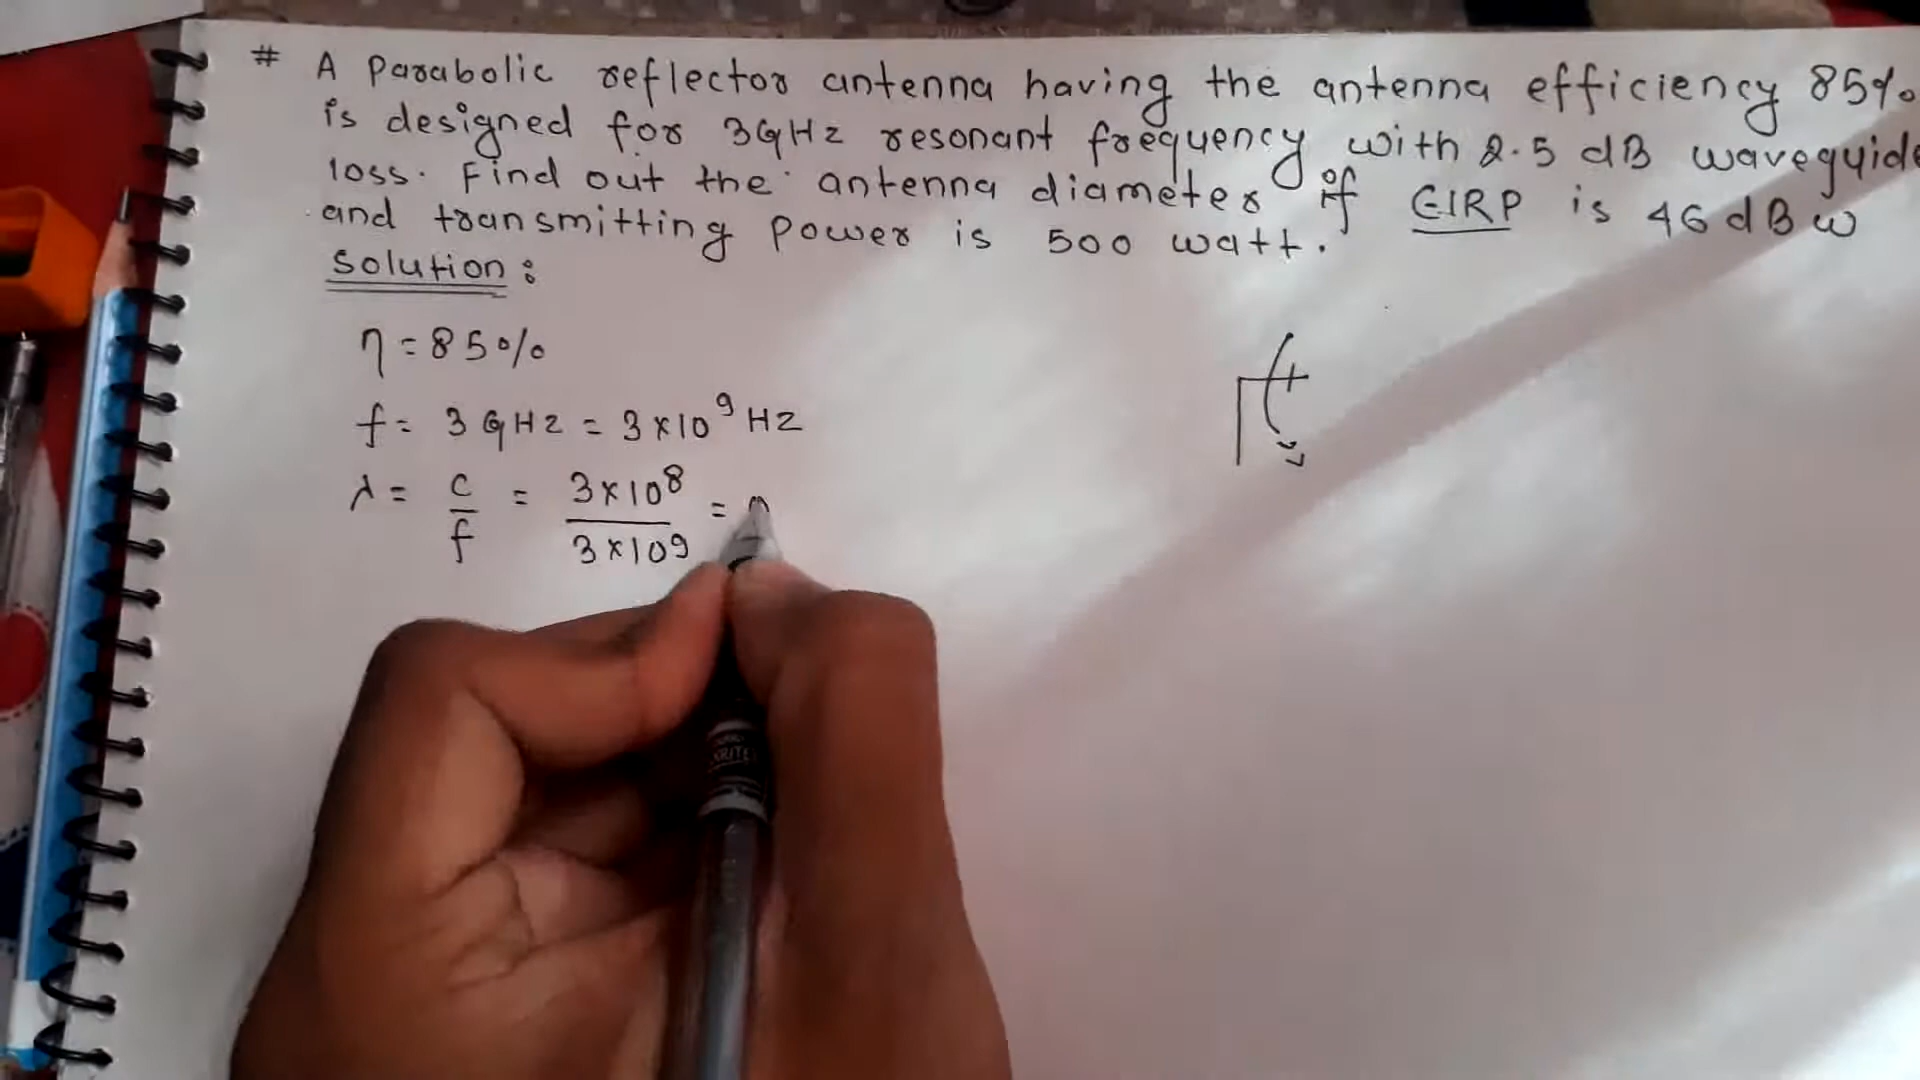 # A Parabolic reflector antenna having the antenna efficiency 85%
is designed for 3GHz resonant frequency with 2.5 dB waveguide
loss. Find out the antenna diameter of if EIRP is 46 dBw
and transmitting power is 500 watt.
Solution:
η = 85%
f = 3 GHz = 3×10⁹ Hz
λ = c/f = 3×10⁸/3×10⁹ = 0